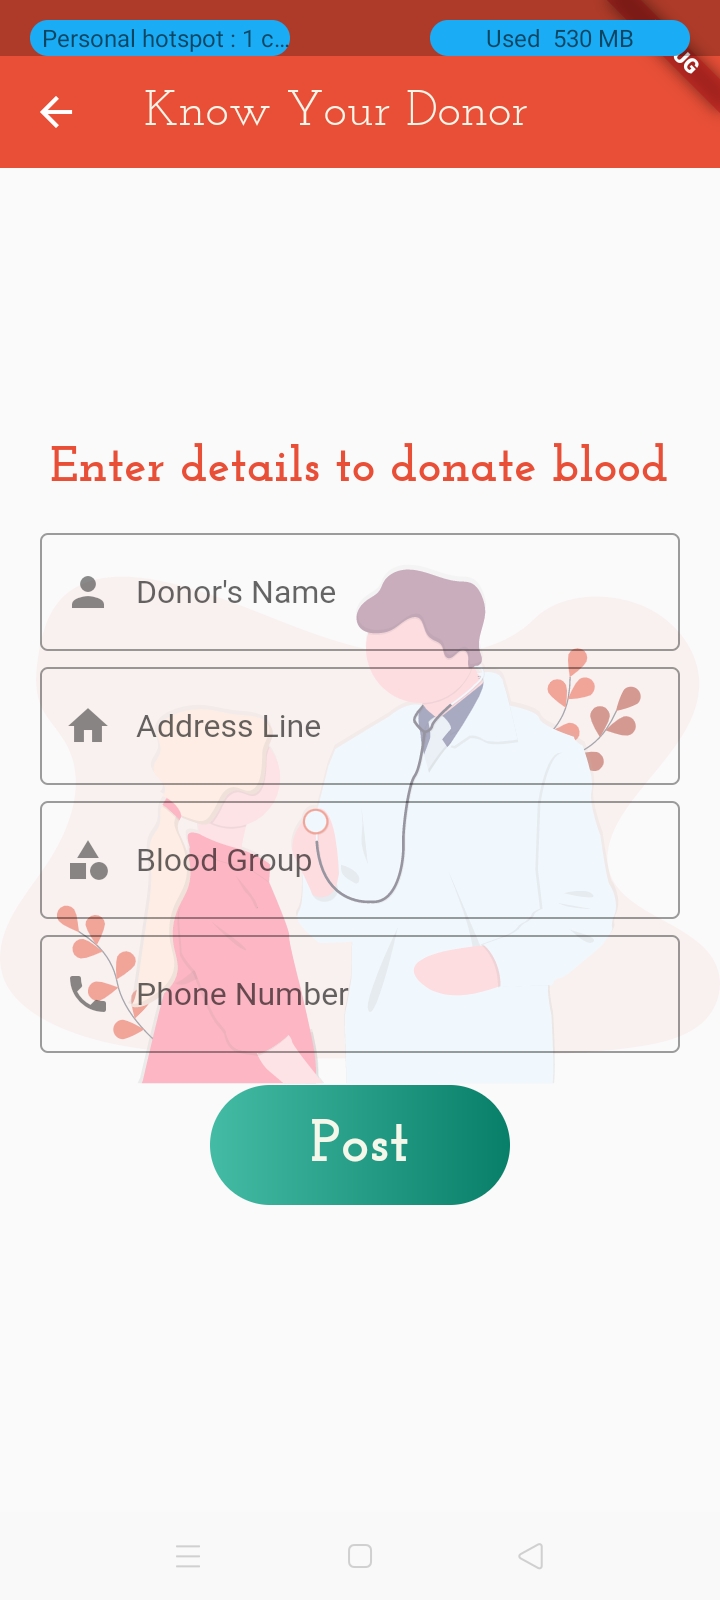 Personal hotspot : 1 c... Used 530 MB
UG
Know Your Donor
Enter details to donate blood
Donor's Name
Address Line
Blood Group
Phone Number
Post